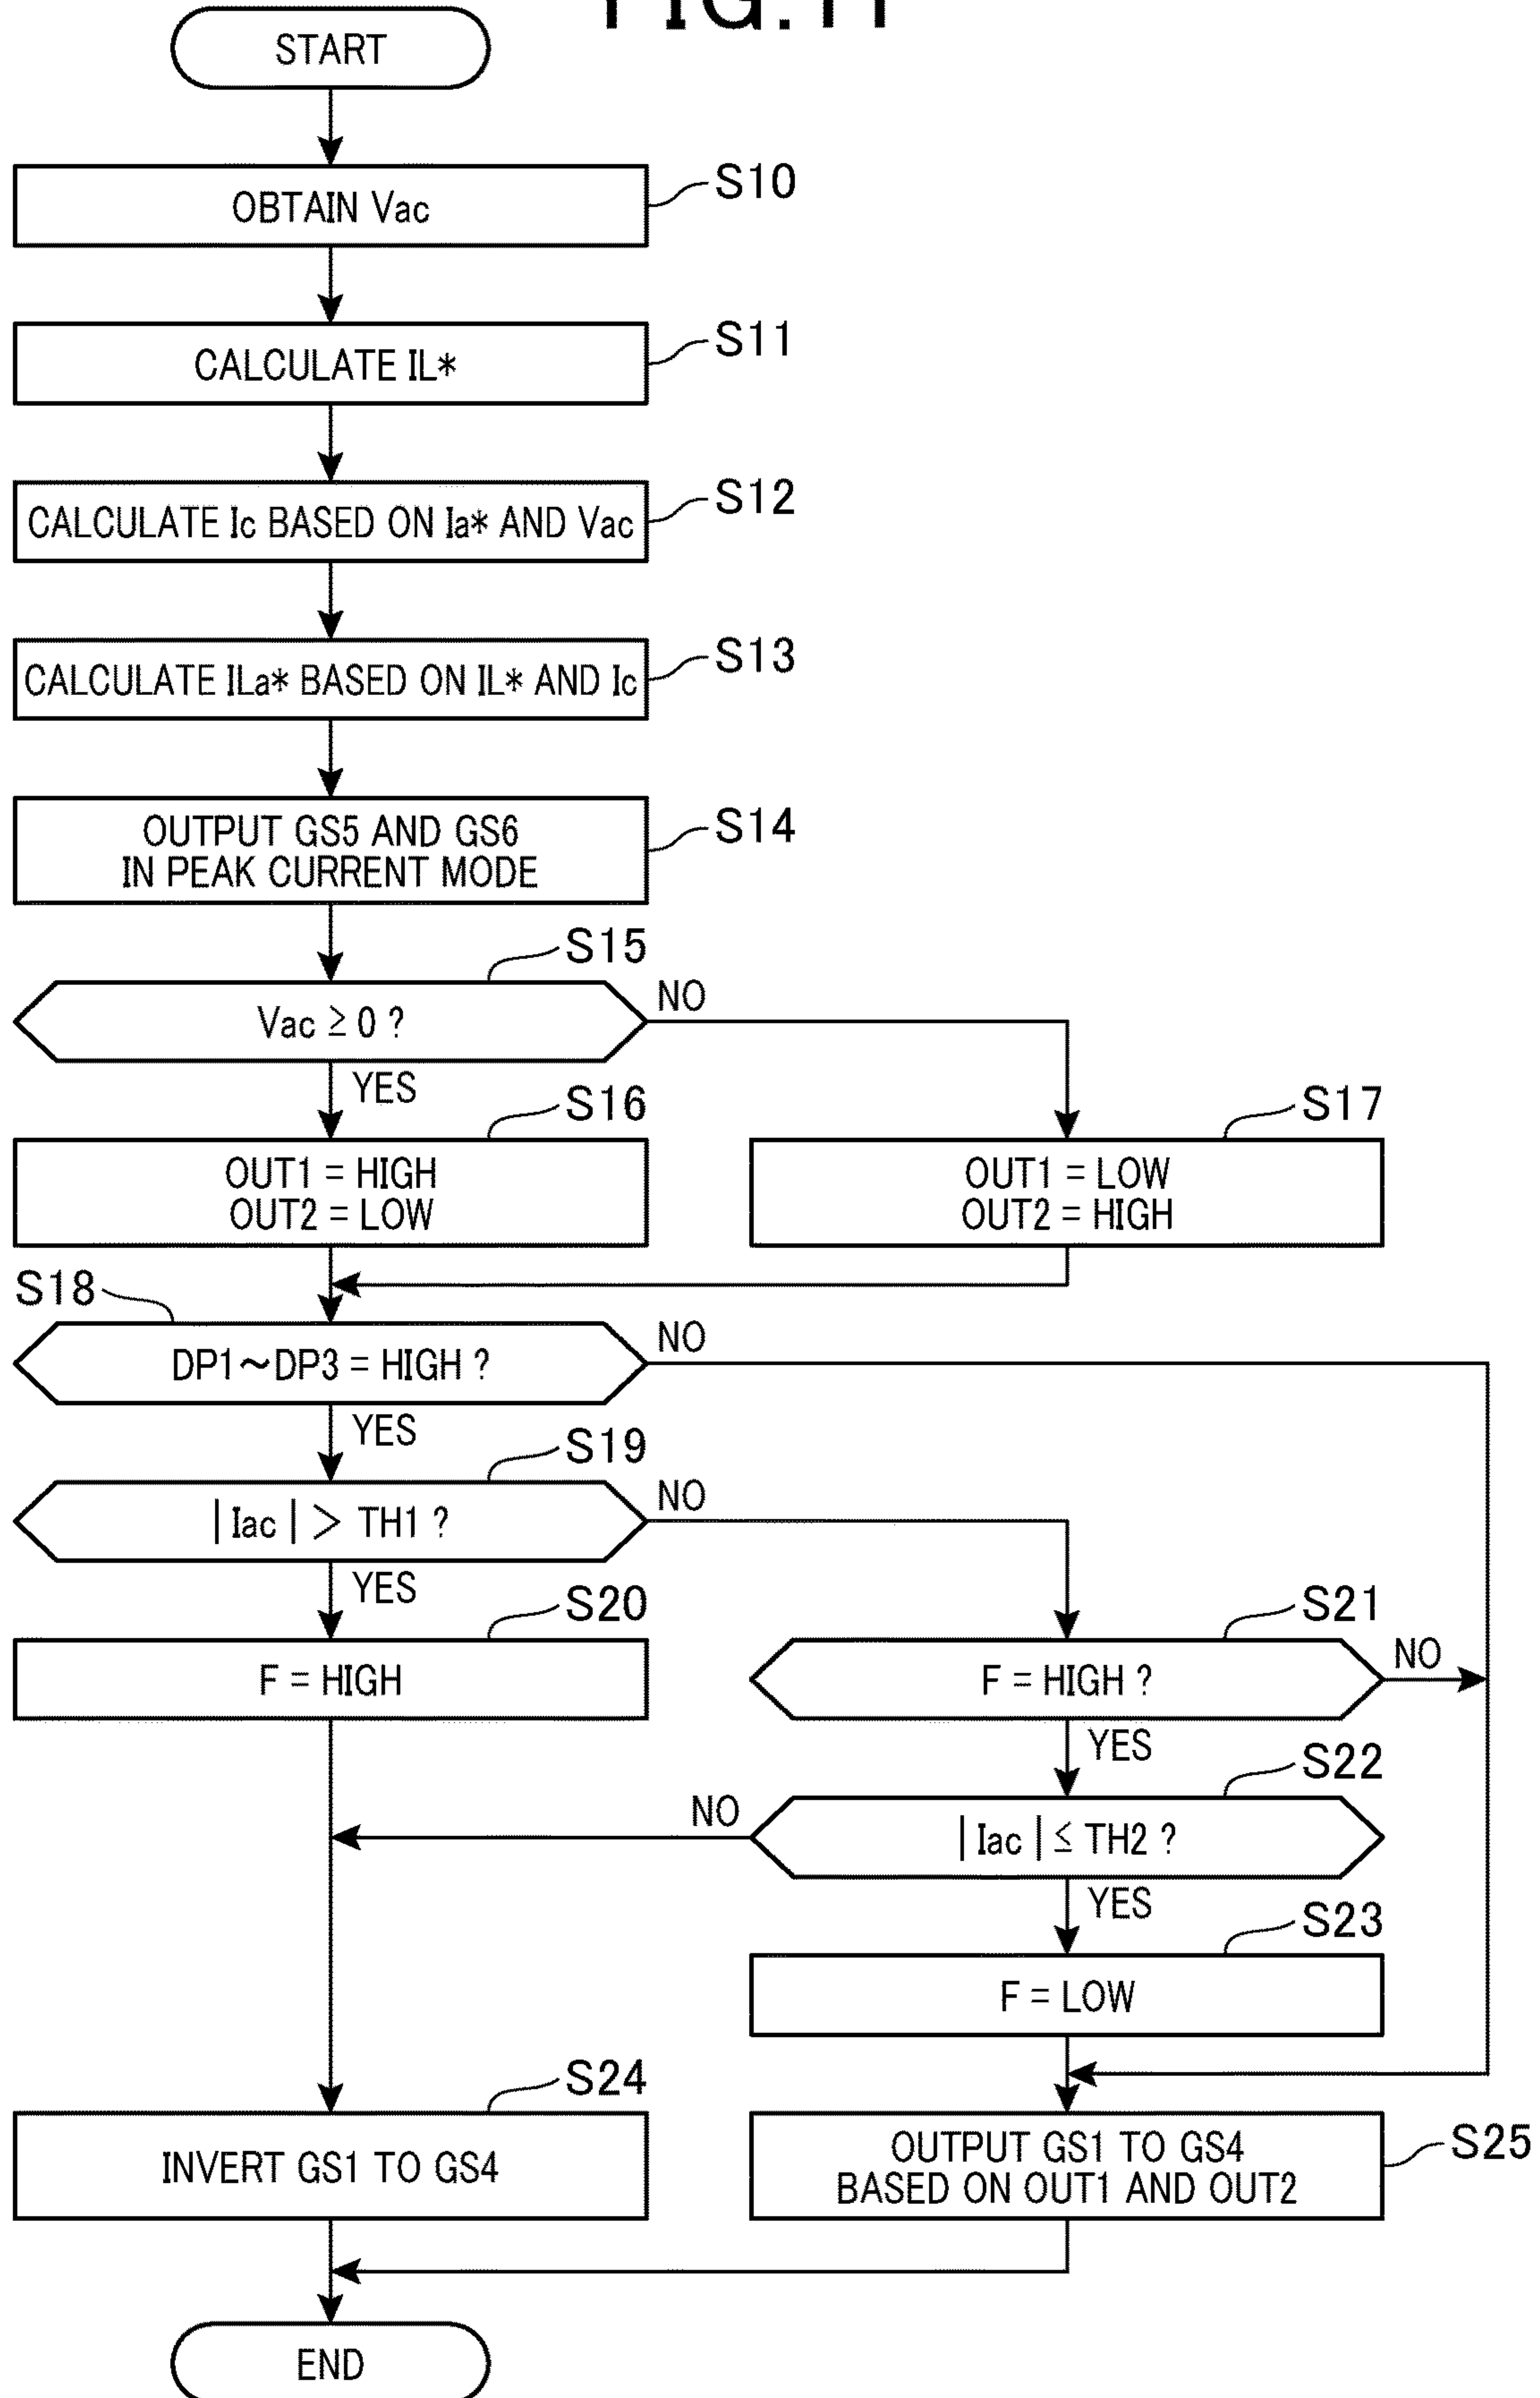 FIG.11
START
OBTAIN Vac
S10
CALCULATE IL*
S11
CALCULATE Ic BASED ON Ia* AND Vac
S12
CALCULATE ILa* BASED ON IL* AND Ic
S13
OUTPUT GS5 AND GS6
IN PEAK CURRENT MODE
S14
S15
Vac ≥ 0 ?
NO
YES
S16
OUT1 = HIGH
OUT2 = LOW
S17
OUT1 = LOW
OUT2 = HIGH
S18
DP1~DP3 = HIGH ?
NO
YES
S19
| Iac | > TH1 ?
NO
YES
S20
F = HIGH
S21
F = HIGH ?
NO
YES
S22
| Iac | ≤ TH2 ?
NO
YES
S23
F = LOW
S24
INVERT GS1 TO GS4
OUTPUT GS1 TO GS4
BASED ON OUT1 AND OUT2
S25
END